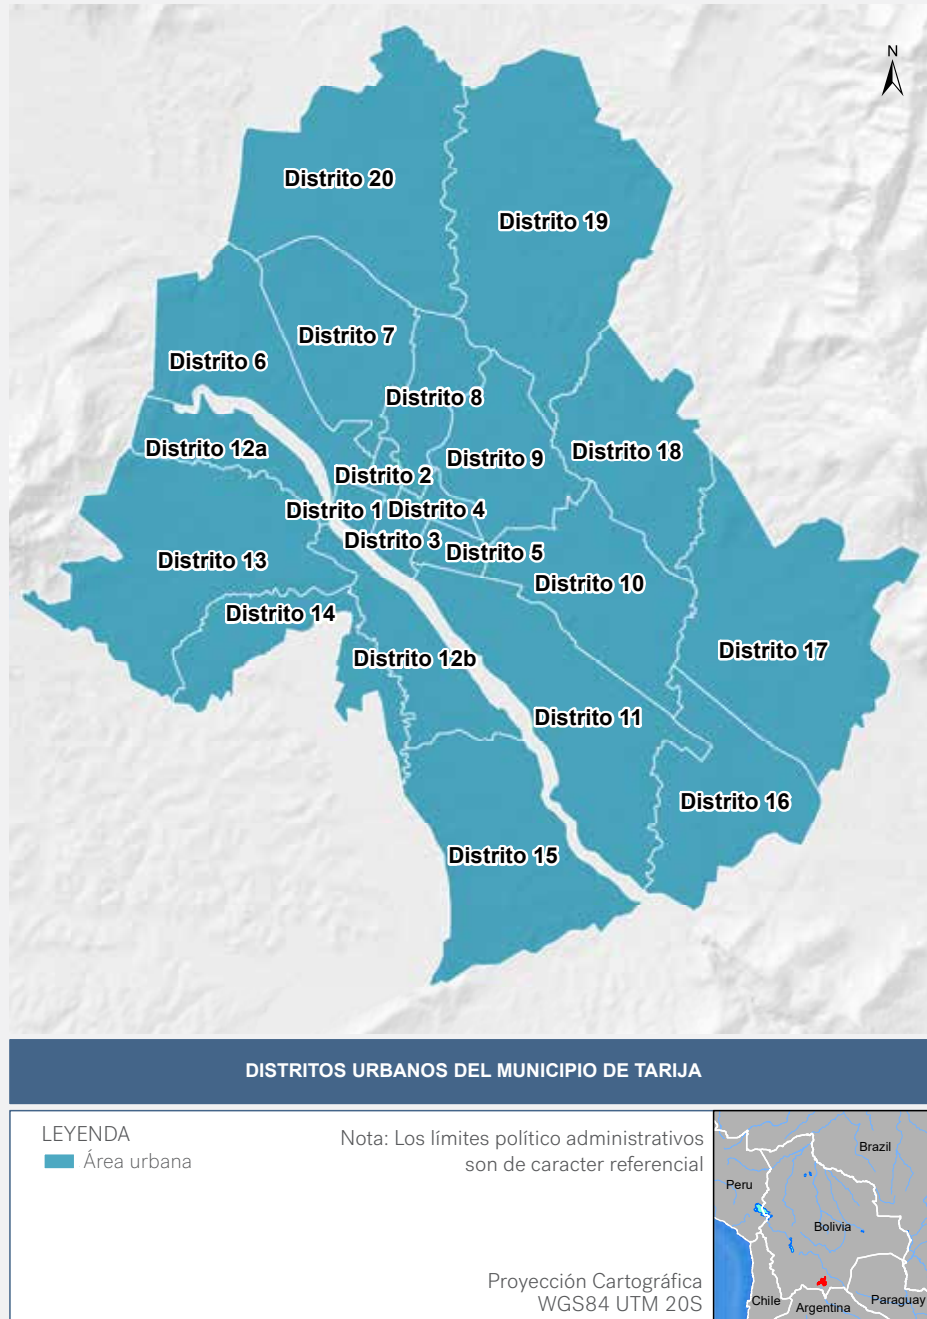 N
Distrito 20
Distrito 19
Distrito 7
Distrito 6
Distrito 8
Distrito 12a
Distrito 9
Distrito 18
Distrito 2
Distrito 1
Distrito 4
Distrito 3
Distrito 5
Distrito 13
Distrito 10
Distrito 14
Distrito 12b
Distrito 17
Distrito 11
Distrito 16
Distrito 15
DISTRITOS URBANOS DEL MUNICIPIO DE TARIJA
LEYENDA
Área urbana
Nota: Los límites político administrativos
son de caracter referencial
Proyección Cartográfica
WGS84 UTM 20S
Brazil
Peru
Bolivia
Chile
Argentina
Paraguay